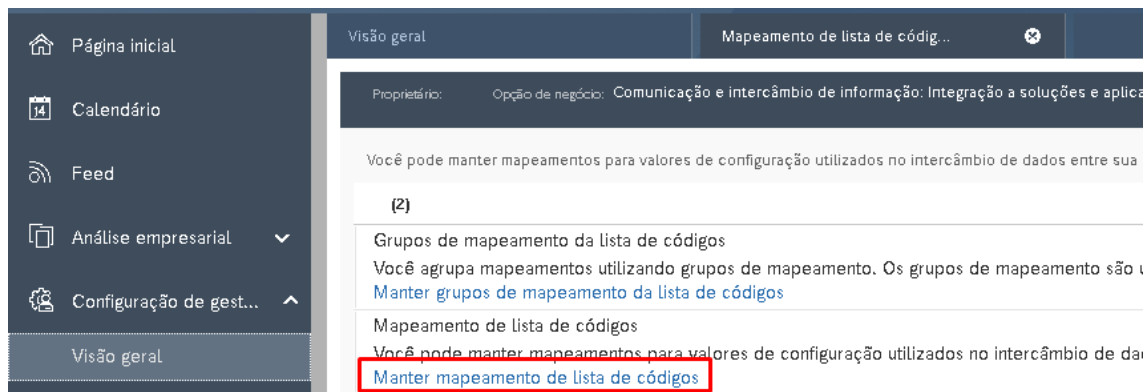 Página inicial
Calendário
14
Feed
Análise empresarial
Configuração de gest...
Visão geral
Visão geral
Mapeamento de lista de códig...
Proprietário: Opção de negócio: Comunicação e intercâmbio de informação: Integração a soluções e aplica
Você pode manter mapeamentos para valores de configuração utilizados no intercâmbio de dados entre sua
(2)
Grupos de mapeamento da lista de códigos
Você agrupa mapeamentos utilizando grupos de mapeamento. Os grupos de mapeamento são u
Manter grupos de mapeamento da lista de códigos
Mapeamento de lista de códigos
Você pode manter mapeamentos para valores de configuração utilizados no intercâmbio de da
Manter mapeamento de lista de códigos